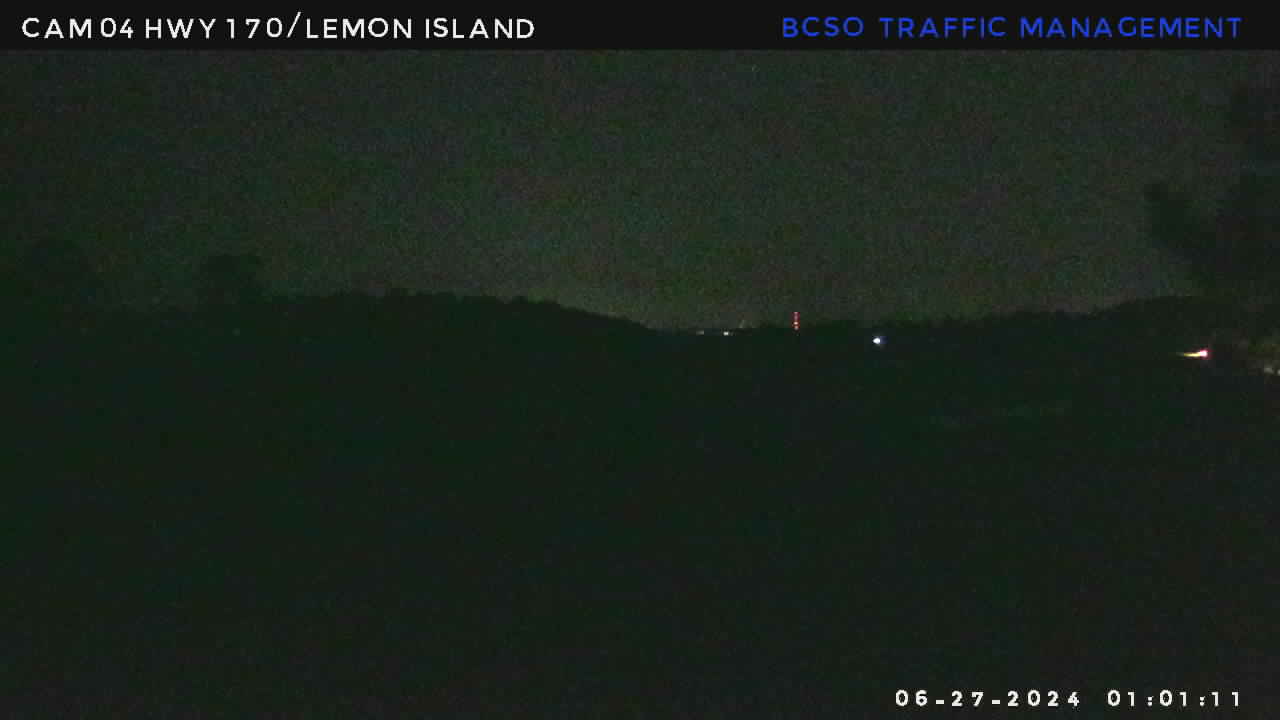 CAM04 HWY 170/LEMON ISLAND
BCSO TRAFFIC MANAGEMENT
06-27-2024 01:01:11